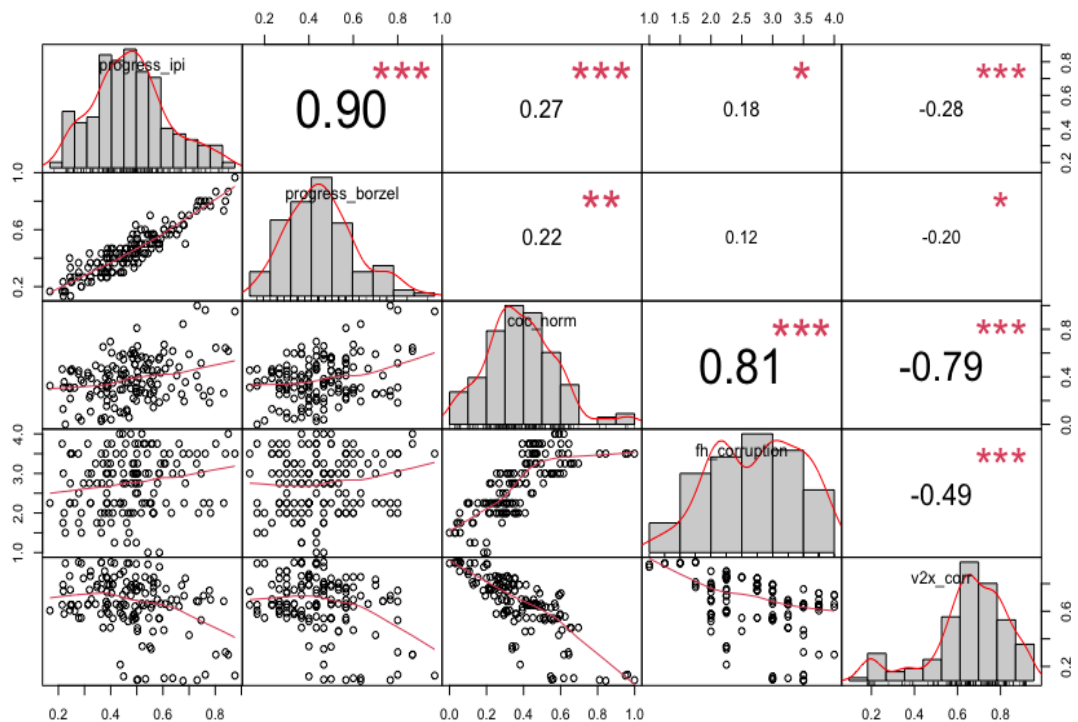 0.2 0.4 0.6 0.8 1.0
1.0 1.5 2.0 2.5 3.0 3.5 4.0
progress_ipi
***
0.90
***
0.27
*
0.18
***
-0.28
0.2 0.4 0.6 0.8
0.2 0.6 1.0
progress_borzel
**
0.22
0.12
*
-0.20
coc_norm
***
0.81
***
-0.79
0.0 0.4 0.8
1.0 2.0 3.0 4.0
fh_corruption
***
-0.49
v2x_corr
0.2 0.6
0.2 0.4 0.6 0.8
0.0 0.2 0.4 0.6 0.8 1.0
0.2 0.4 0.6 0.8